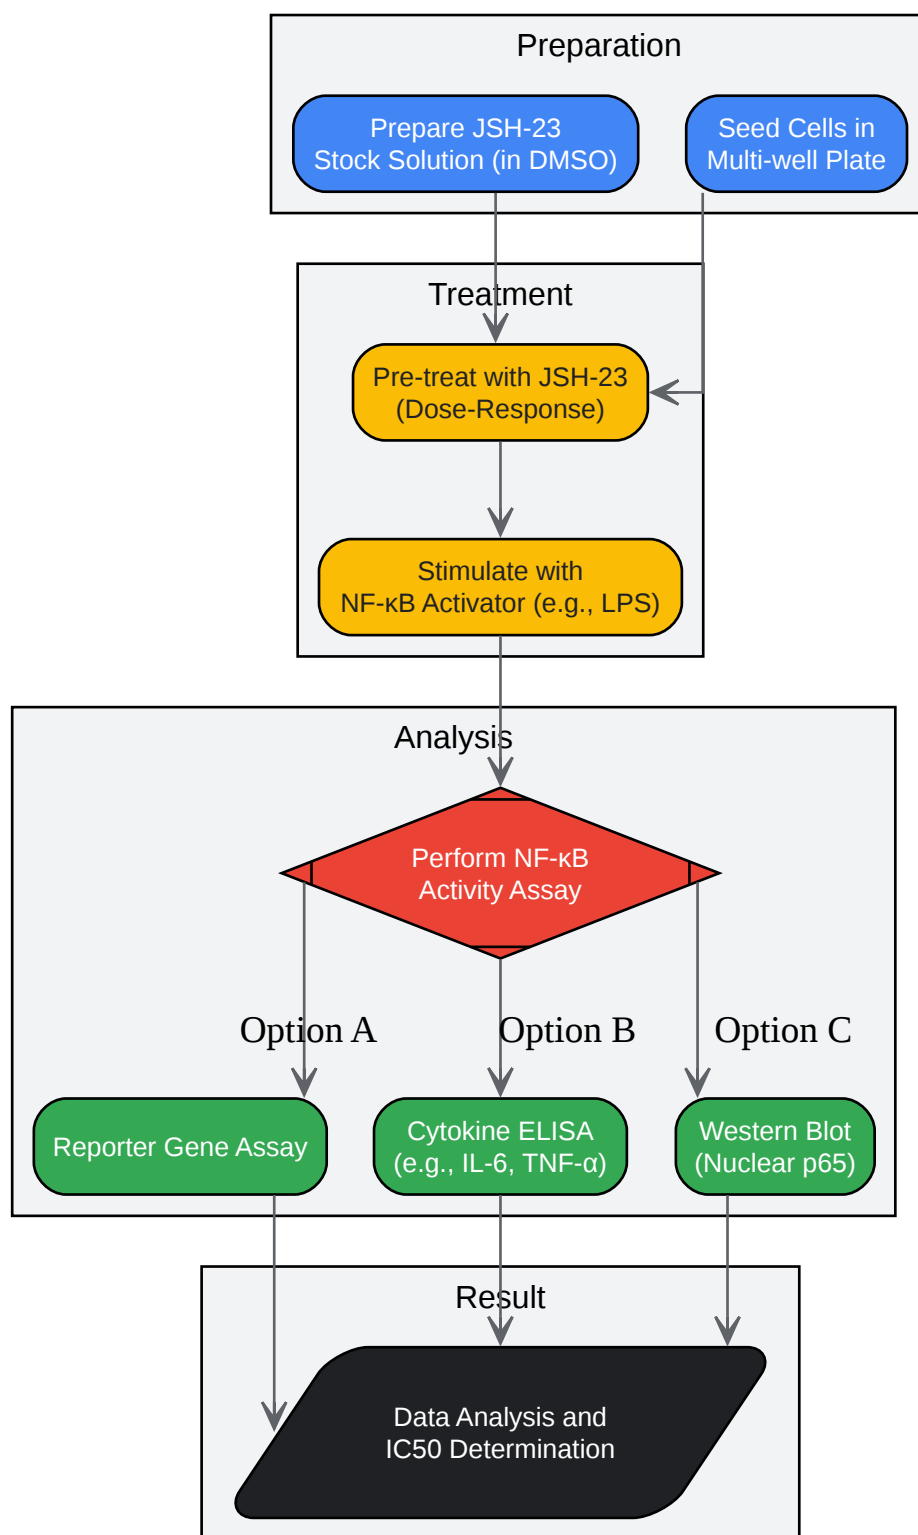 Preparation
Prepare JSH-23
Stock Solution (in DMSO)
Seed Cells in
Multi-well Plate
Treatment
Pre-treat with JSH-23
(Dose-Response)
Stimulate with
NF-κB Activator (e.g., LPS)
Analysis
Perform NF-κB
Activity Assay
Option A
Option B
Option C
Reporter Gene Assay
Cytokine ELISA
(e.g., IL-6, TNF-α)
Western Blot
(Nuclear p65)
Result
Data Analysis and
IC50 Determination